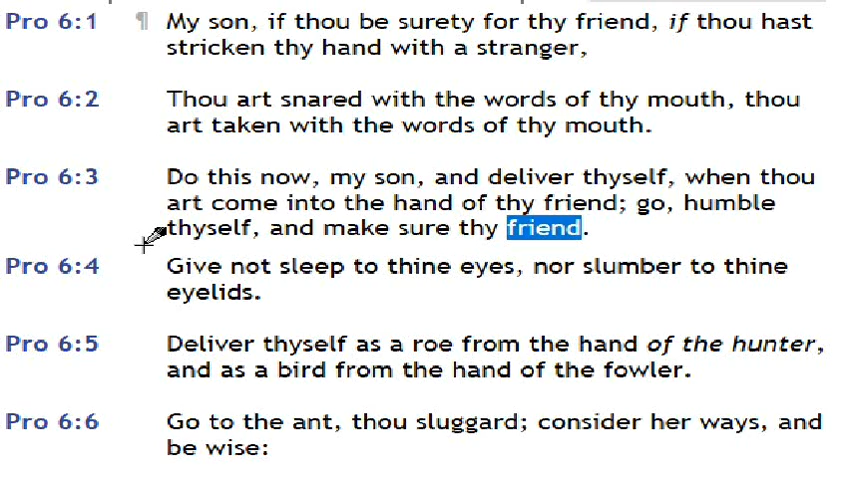 Pro 6:1 ¶ My son, if thou be surety for thy friend, if thou hast
stricken thy hand with a stranger,
Pro 6:2 Thou art snared with the words of thy mouth, thou
art taken with the words of thy mouth.
Pro 6:3 Do this now, my son, and deliver thyself, when thou
art come into the hand of thy friend; go, humble
thyself, and make sure thy friend.
Pro 6:4 Give not sleep to thine eyes, nor slumber to thine
eyelids.
Pro 6:5 Deliver thyself as a roe from the hand of the hunter,
and as a bird from the hand of the fowler.
Pro 6:6 Go to the ant, thou sluggard; consider her ways, and
be wise: